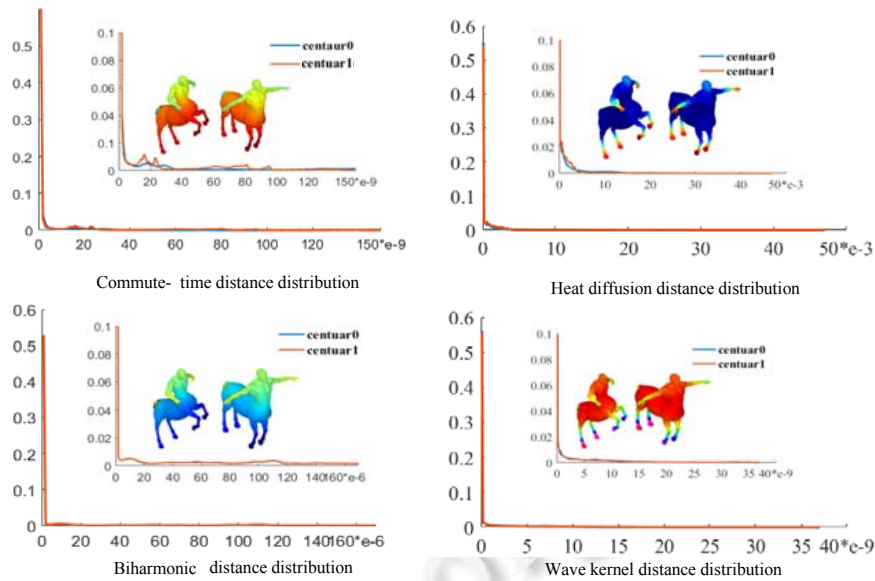 0.5
0.4
0.3
0.2
0.1
0
0.1
0.08
0.06
0.04
0.1
0
centaur0
centuar1
0 20 40 60 80 100 120 150*e-9
0 20 40 60 80 100 120 150*e-9
Commute- time distance distribution
0.6
0.5
0.4
0.3
0.2
0.1
0
0.1
0.08
0.06
0.04
0.02
0
centuar0
centuar1
0 10 20 30 40 50*e-3
0 10 20 30 40 50*e-3
Heat diffusion distance distribution
0.6
0.5
0.4
0.3
0.2
0.1
0
0.1
0.08
0.06
0.04
0.02
0
centuar0
centuar1
0 20 40 60 80 100 120 140160*e-6
0 20 40 60 80 100 120 140160*e-6
Biharmonic distance distribution
0.6
0.5
0.4
0.3
0.2
0.1
0
0.1
0.08
0.06
0.04
0.02
0
centuar0
centuar1
0 5 10 15 20 25 30 35 40*e-9
0 5 10 15 20 25 30 35 40*e-9
Wave kernel distance distribution